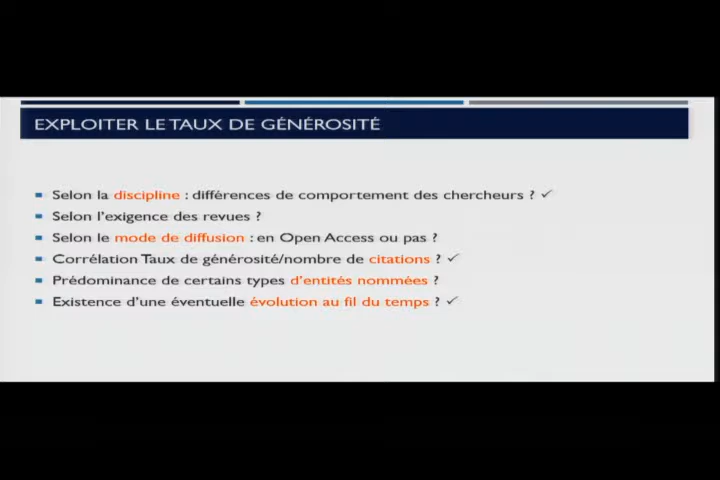 EXPLOITER LE TAUX DE GÉNÉROSITÉ
Selon la discipline : différences de comportement des chercheurs ? ✓
Selon l'exigence des revues ?
Selon le mode de diffusion : en Open Access ou pas ?
Corrélation Taux de générosité/nombre de citations ? ✓
Prédominance de certains types d'entités nommées ?
Existence d'une éventuelle évolution au fil du temps ? ✓